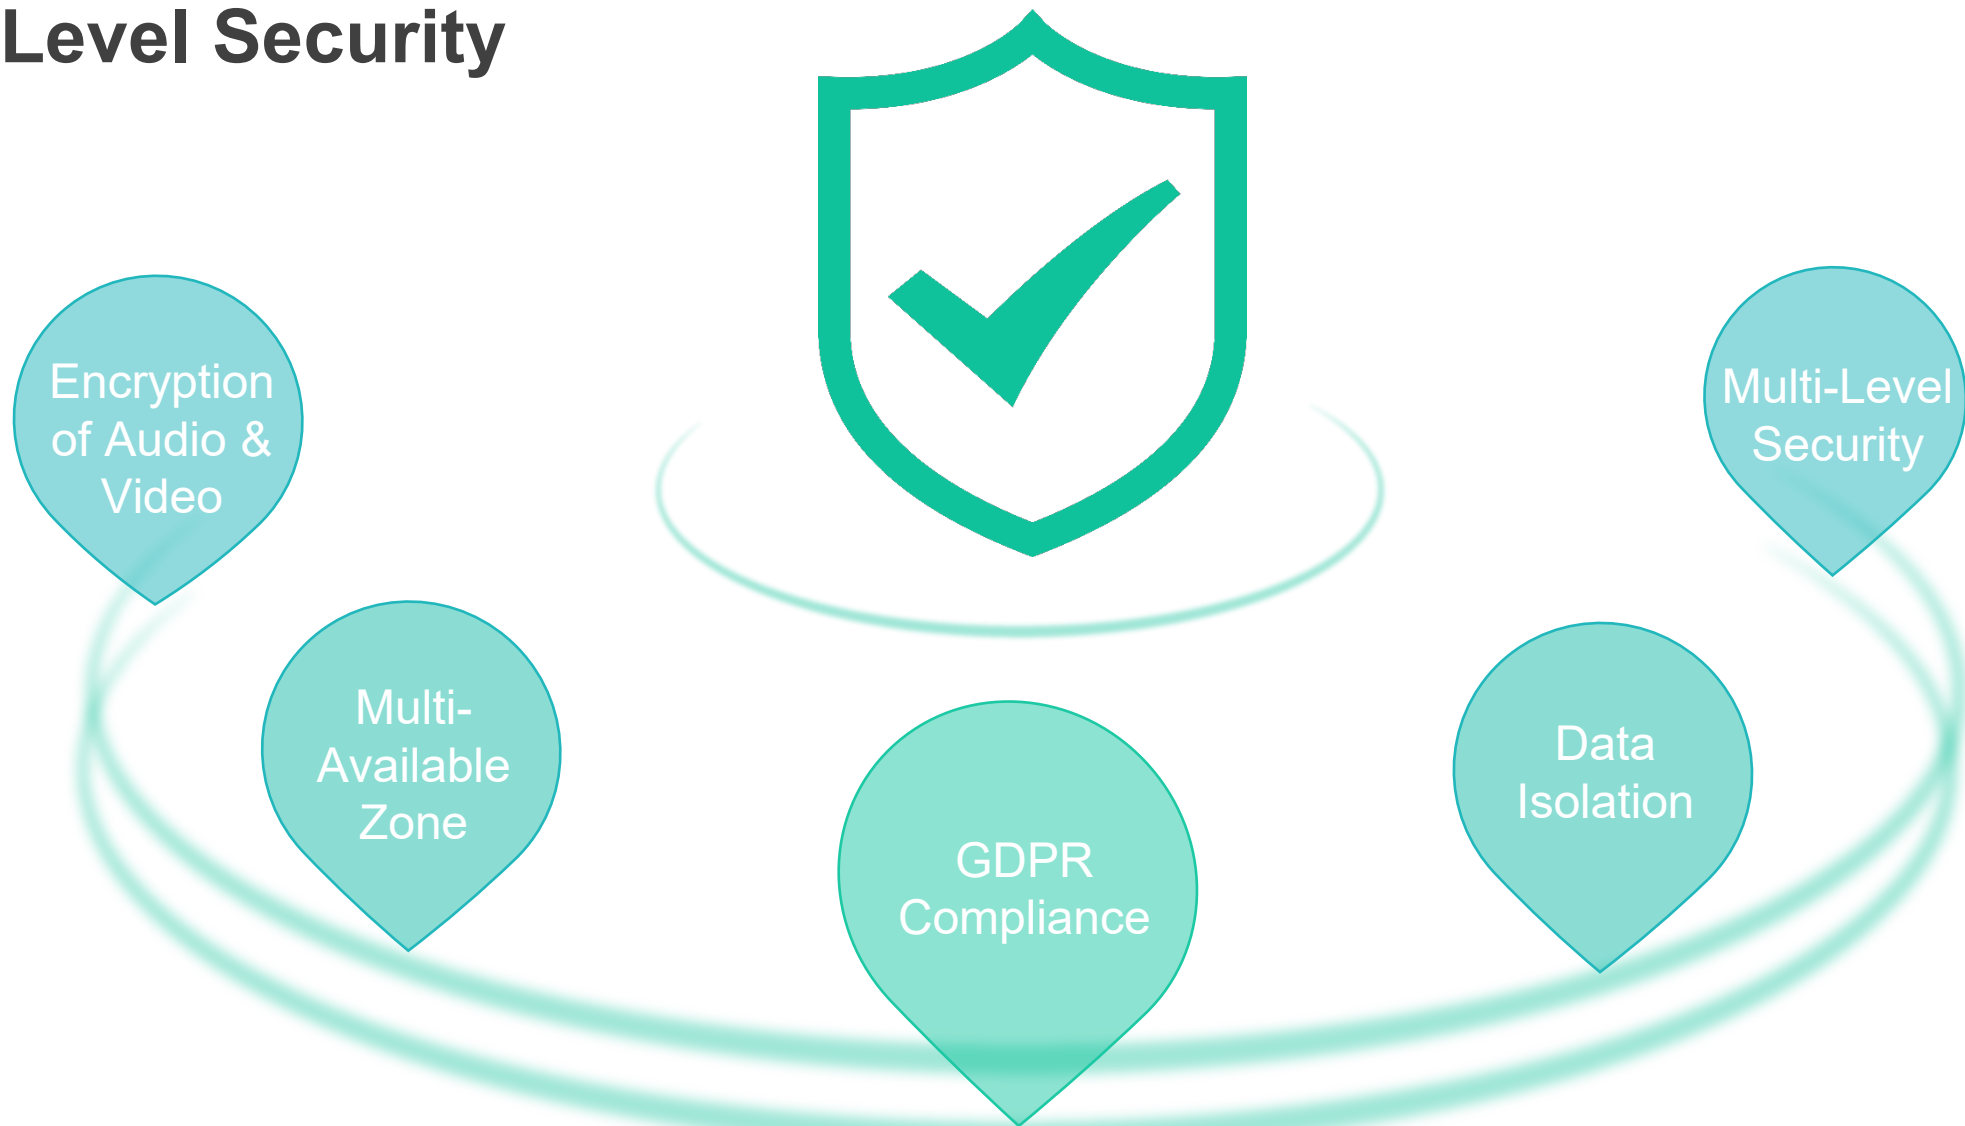 Level Security
Encryption
of Audio &
Video
Multi-
Available
Zone
GDPR
Compliance
Data
Isolation
Multi-Level
Security